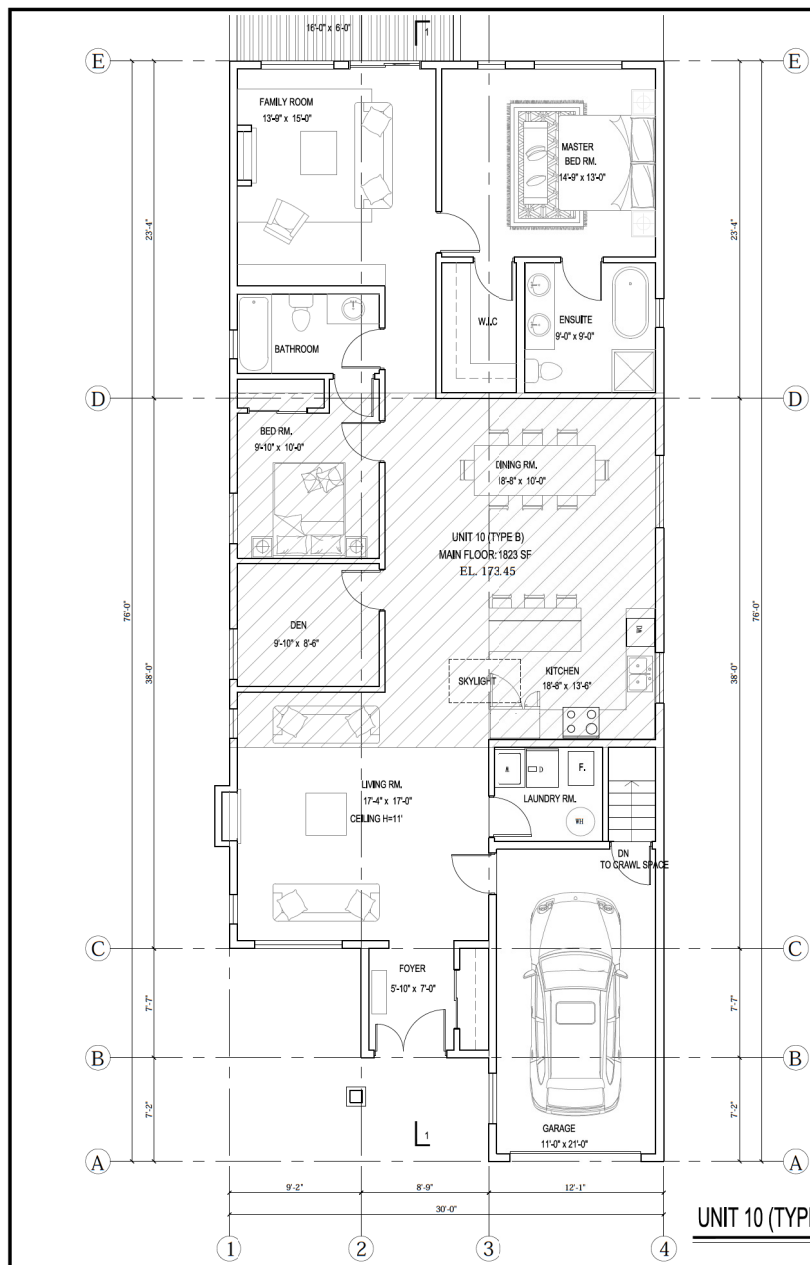 16'-0" x 6'-0"
1
E
E
FAMILY ROOM
13'-9" x 15'-0"
MASTER
BED RM.
14'-9" x 13'-0"
23'-4"
23'-4"
W.I.C
ENSUITE
9'-0" x 9'-0"
BATHROOM
D
D
BED RM.
9'-10" x 10'-0"
DINING RM.
18'-8" x 10'-0"
UNIT 10 (TYPE B)
MAIN FLOOR: 1823 SF
EL. 173.45
76'-0"
76'-0"
DEN
9'-10" x 8'-6"
DW
38'-0"
38'-0"
SKYLIGHT
KITCHEN
18'-8" x 13'-6"
D
F.
LIVING RM.
17'-4" x 17'-0"
CEILING H=11'
LAUNDRY RM.
WH
DN
TO CRAWL SPACE
C
C
FOYER
5'-10" x 7'-0"
7'-7"
7'-7"
B
B
7'-2"
7'-2"
1
GARAGE
11'-0" x 21'-0"
A
A
9'-2"
8'-9"
12'-1"
30'-0"
UNIT 10 (TYP
1
2
3
4